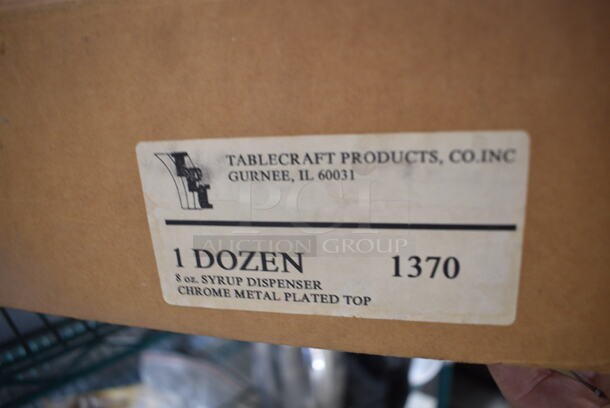 TABLECRAFT PRODUCTS, CO.INC
GURNEE, IL 60031
PCI
AUCTION GROUP
1 DOZEN 1370
8 oz. SYRUP DISPENSER
CHROME METAL PLATED TOP